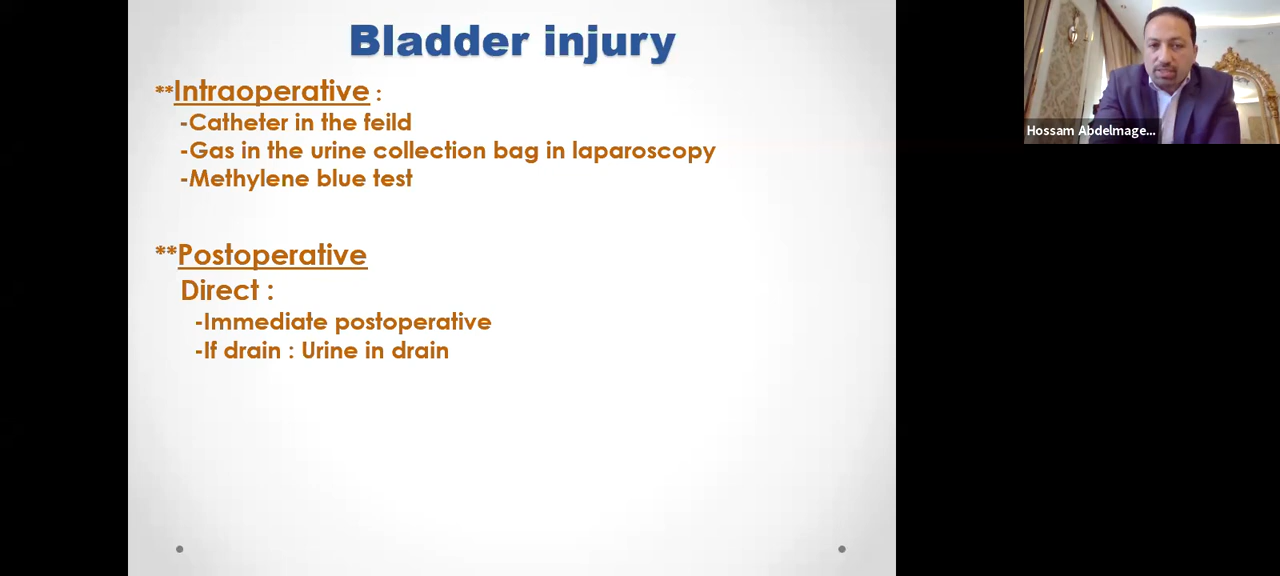 Bladder injury
**Intraoperative :
-Catheter in the feild
-Gas in the urine collection bag in laparoscopy
-Methylene blue test
**Postoperative
Direct :
-Immediate postoperative
-If drain : Urine in drain
Hossam Abdelmage...